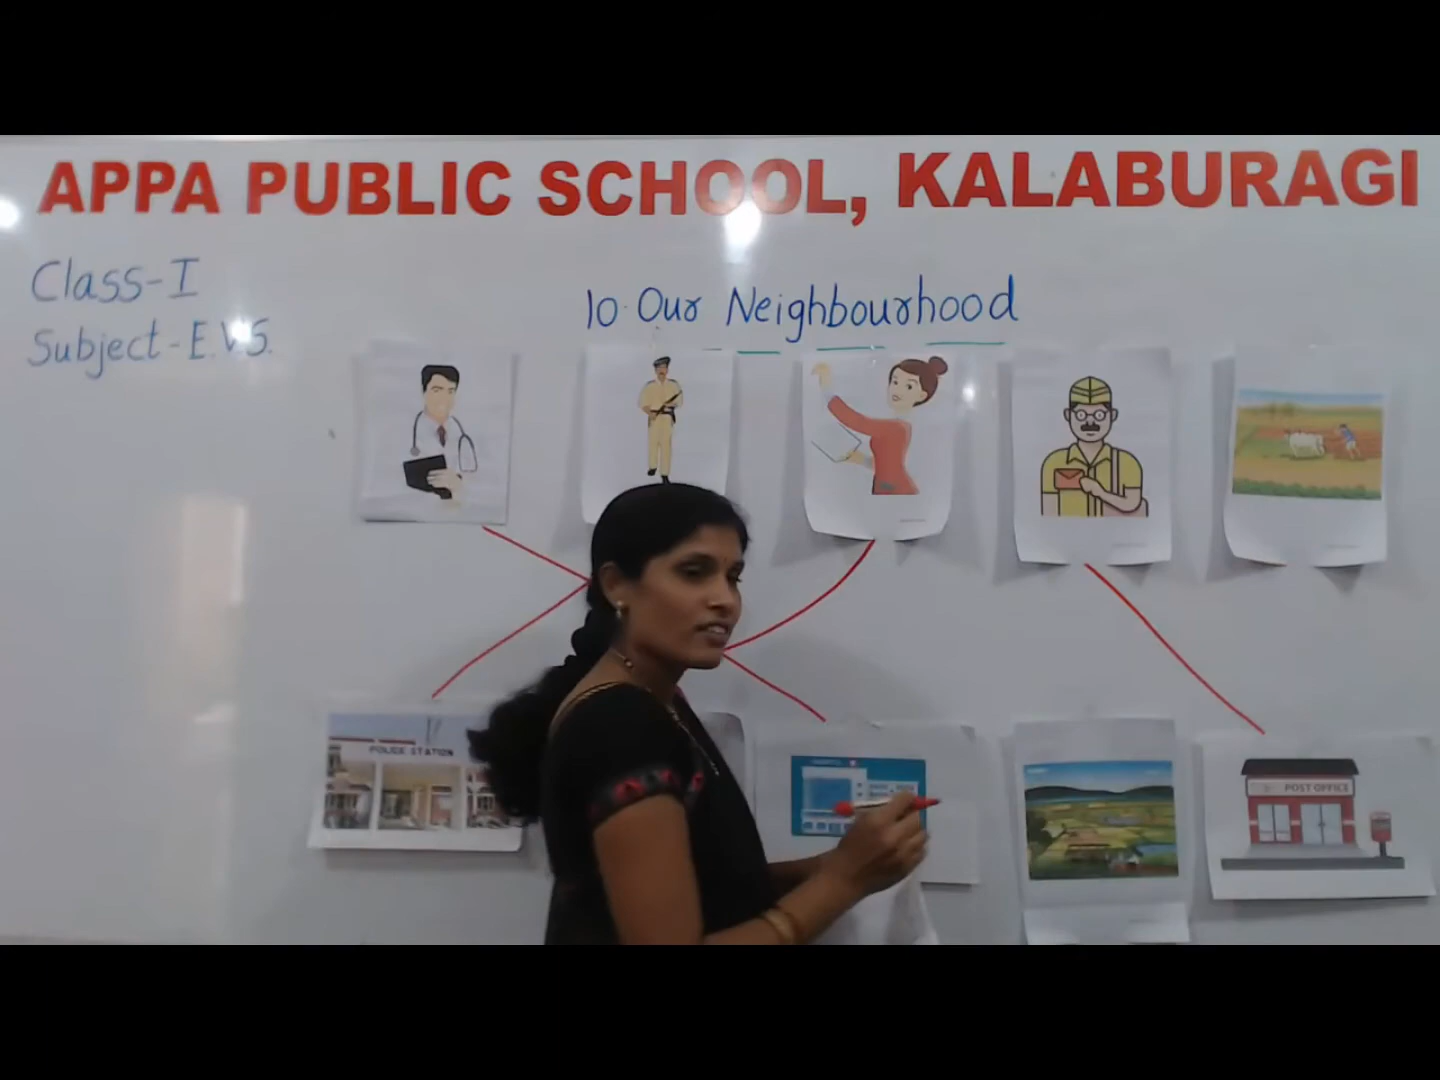 APPA PUBLIC SCHOOL, KALABURAGI
Class-I
Subject-E.V.S.
10. Our Neighbourhood
POLICE STATION
POST OFFICE